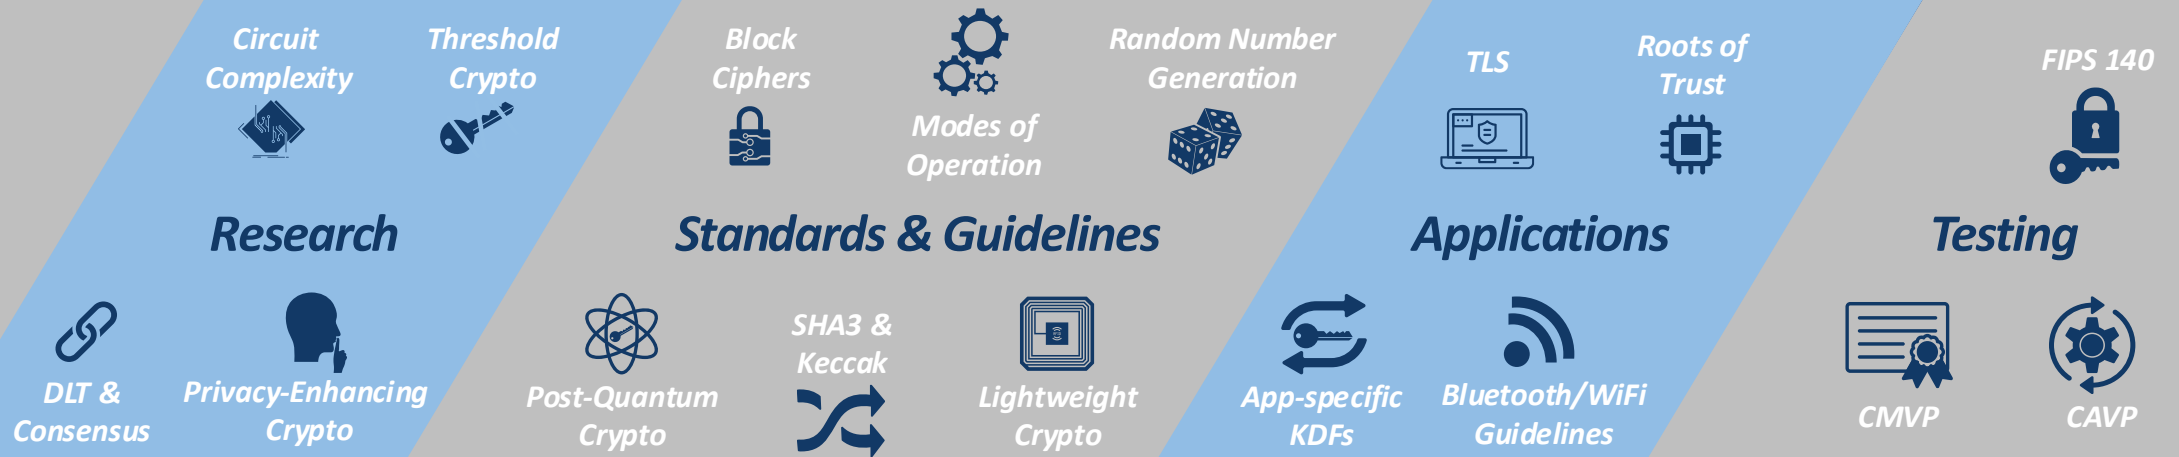 Circuit
Complexity
Threshold
Crypto
Research
DLT &
Consensus
Privacy-Enhancing
Crypto
Block
Ciphers
Modes of
Operation
Random Number
Generation
Standards & Guidelines
Post-Quantum
Crypto
SHA3 &
Keccak
Lightweight
Crypto
TLS
Roots of
Trust
Applications
App-specific
KDFs
Bluetooth/WiFi
Guidelines
FIPS 140
Testing
CMVP
CAVP